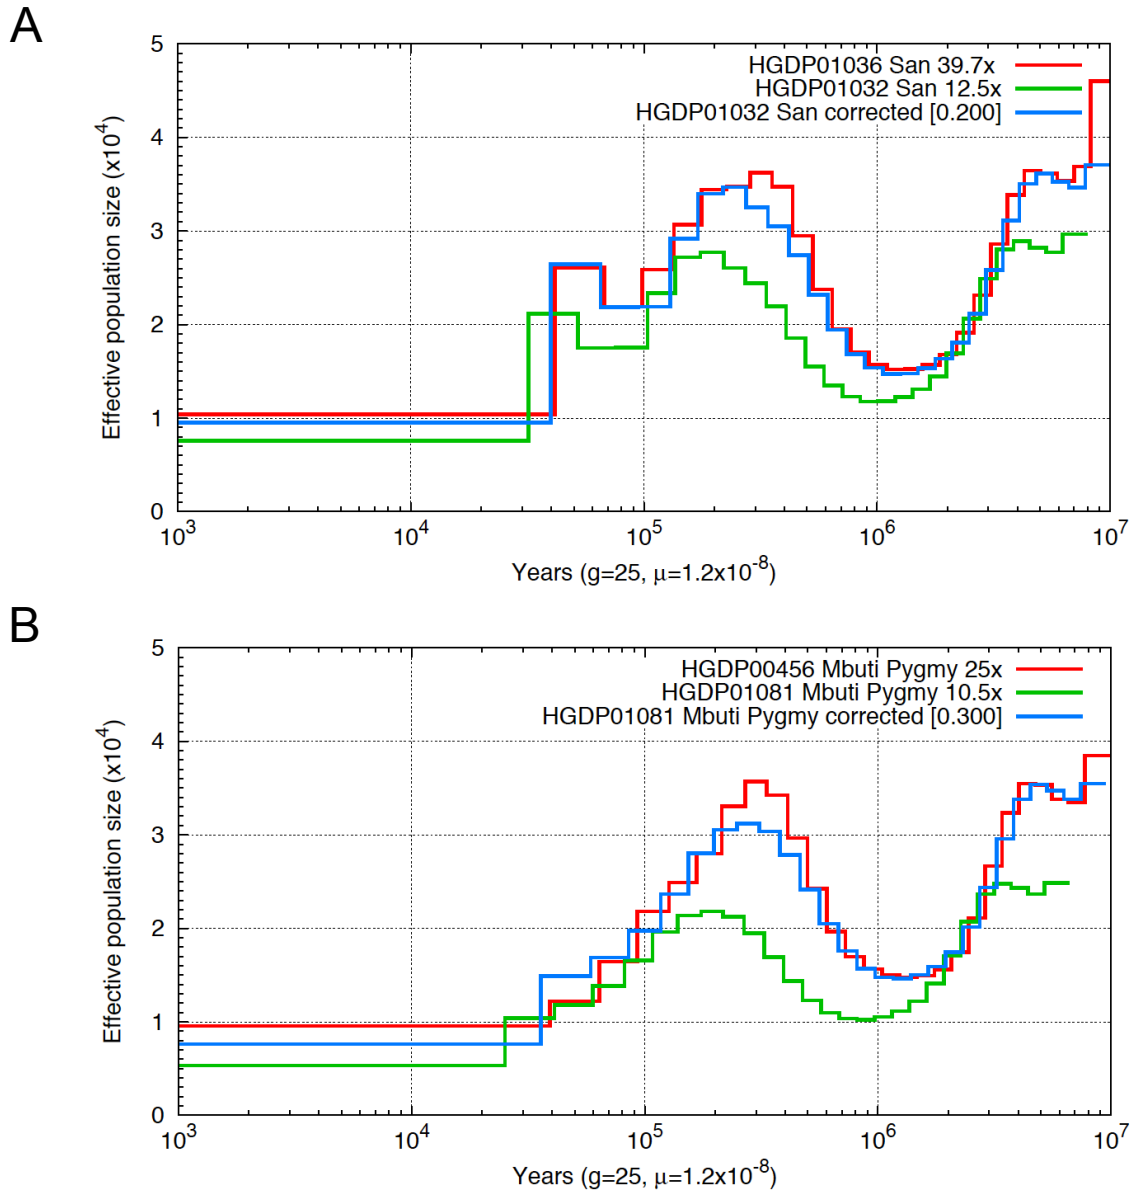 A
5
4
3
2
1
0
Effective population size (x10⁴)
HGDP01036 San 39.7x
HGDP01032 San 12.5x
HGDP01032 San corrected [0.200]
10³ 10⁴ 10⁵ 10⁶ 10⁷
Years (g=25, μ=1.2x10⁻⁸)
B
5
4
3
2
1
0
Effective population size (x10⁴)
HGDP00456 Mbuti Pygmy 25x
HGDP01081 Mbuti Pygmy 10.5x
HGDP01081 Mbuti Pygmy corrected [0.300]
10³ 10⁴ 10⁵ 10⁶ 10⁷
Years (g=25, μ=1.2x10⁻⁸)